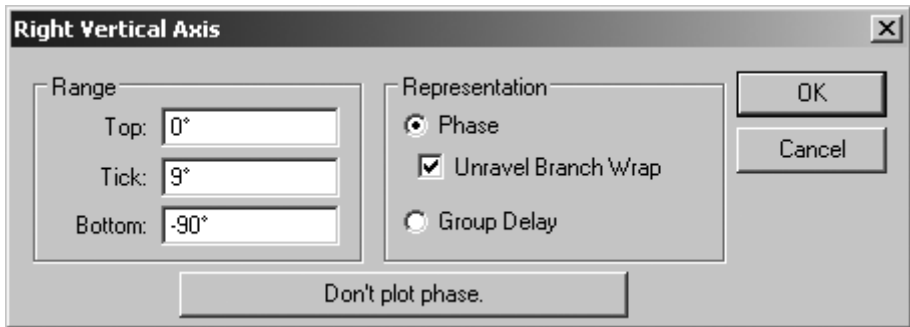 Right Vertical Axis
Range
Top: 0°
Tick: 9°
Bottom: -90°
Representation
Phase
Unravel Branch Wrap
Group Delay
OK
Cancel
Don't plot phase.